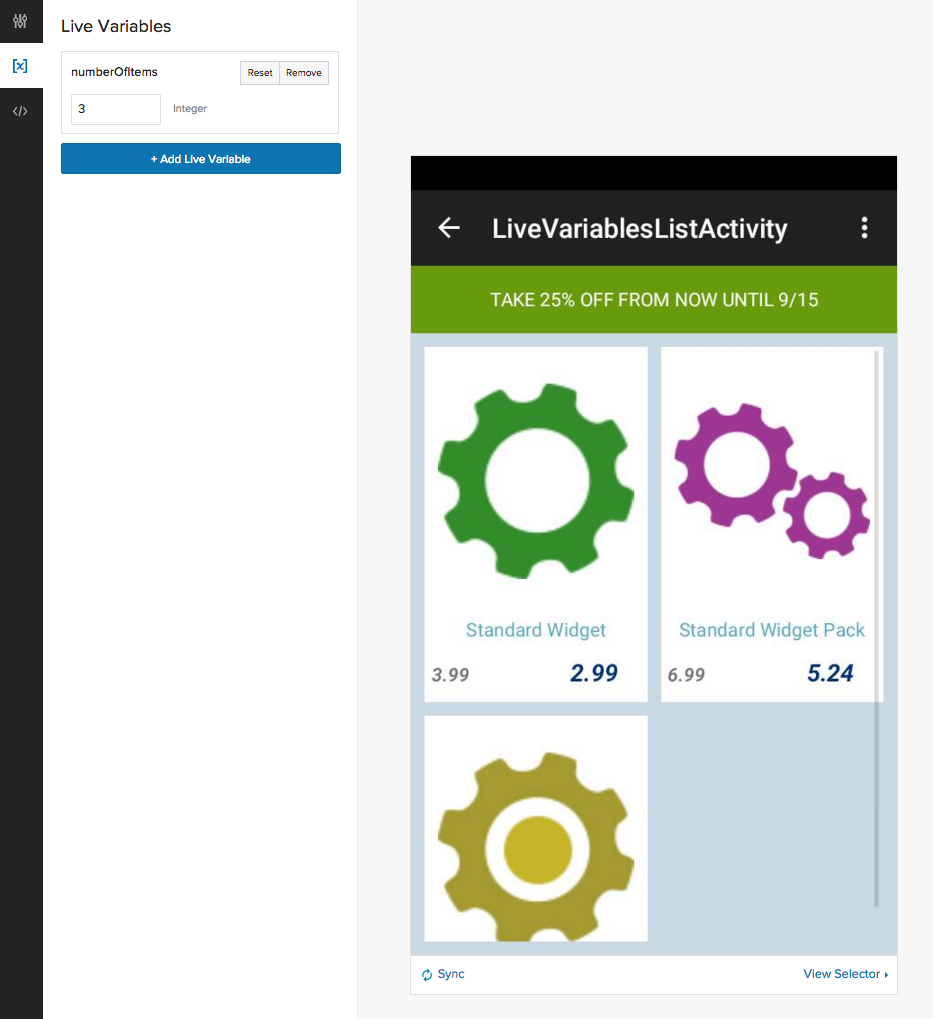 Live Variables
numberOfItems
Reset
Remove
3
Integer
+ Add Live Variable
LiveVariablesListActivity
TAKE 25% OFF FROM NOW UNTIL 9/15
Standard Widget
3.99
2.99
Standard Widget Pack
6.99
5.24
Sync
View Selector